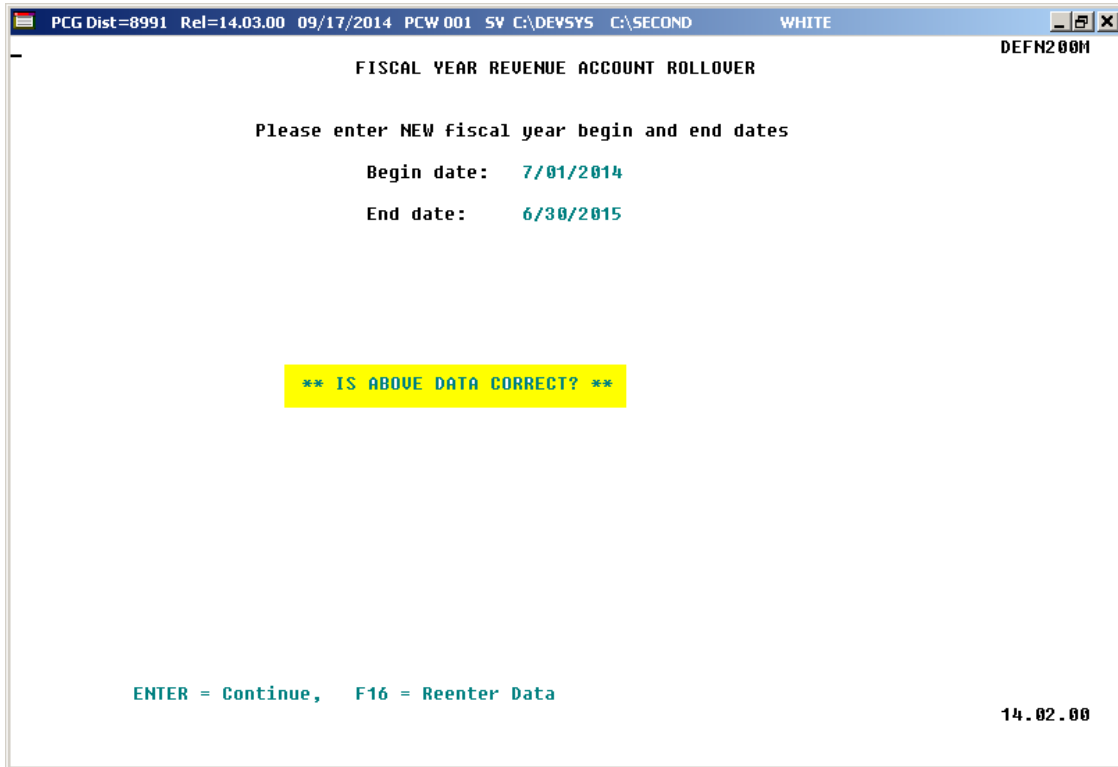 PCG Dist=8991 Rel=14.03.00 09/17/2014 PCW 001 SV C:\DEVSYS C:\SECOND WHITE
DEFN200M
FISCAL YEAR REVENUE ACCOUNT ROLLOVER
Please enter NEW fiscal year begin and end dates
Begin date: 7/01/2014
End date: 6/30/2015
** IS ABOVE DATA CORRECT? **
ENTER = Continue, F16 = Reenter Data
14.02.00